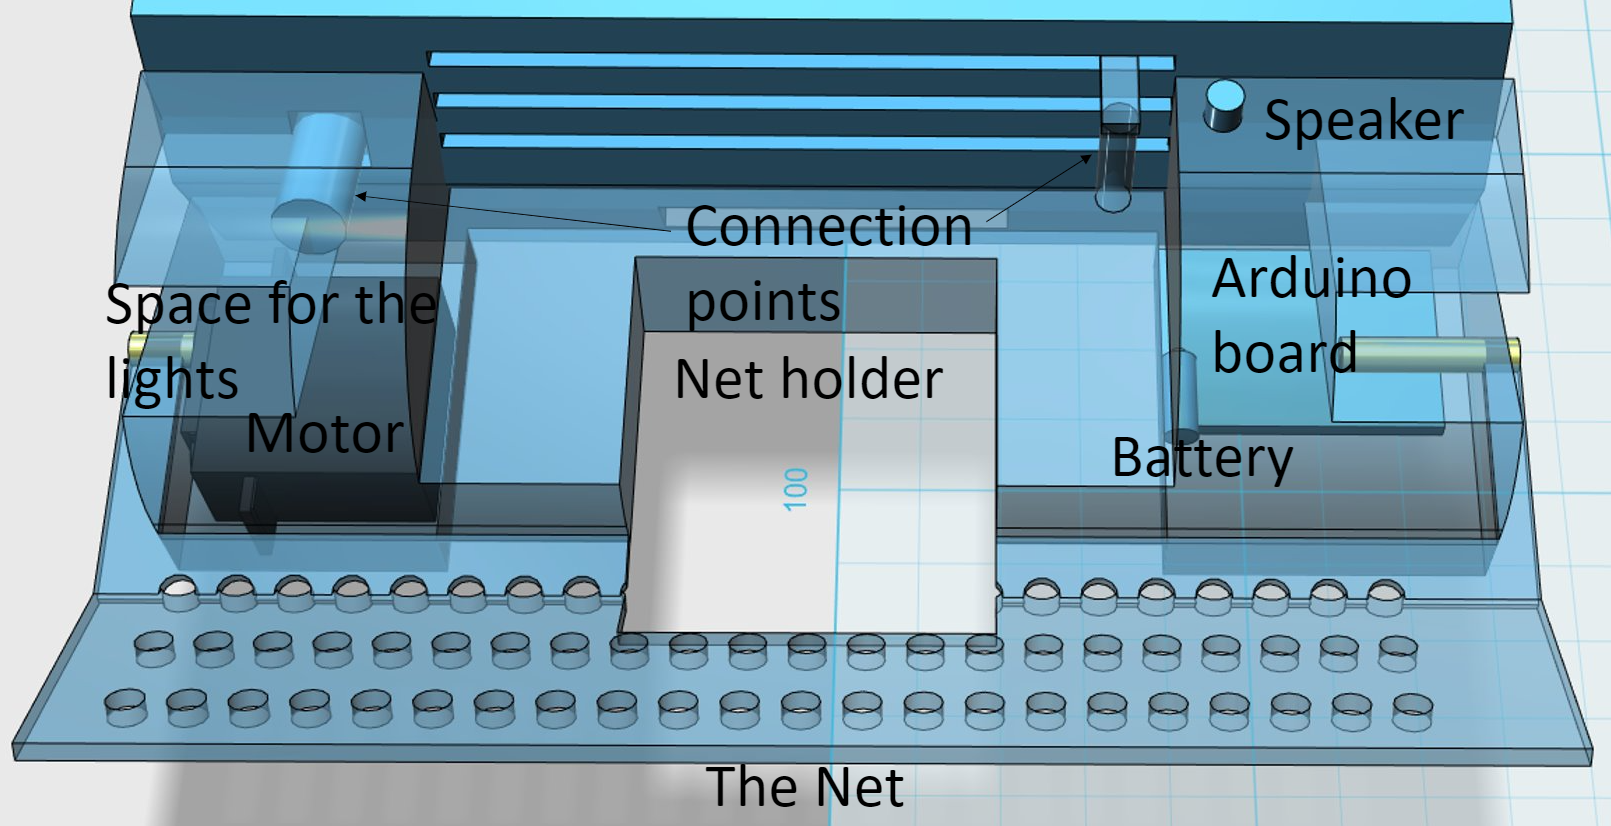 Speaker
Connection
points
Space for the
lights
Arduino
board
Net holder
Motor
Battery
100
The Net